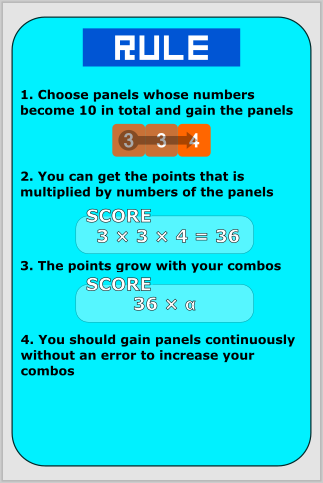 RULE
1. Choose panels whose numbers
become 10 in total and gain the panels
3 3 4
2. You can get the points that is
multiplied by numbers of the panels
SCORE
3 × 3 × 4 = 36
3. The points grow with your combos
SCORE
36 × α
4. You should gain panels continuously
without an error to increase your
combos